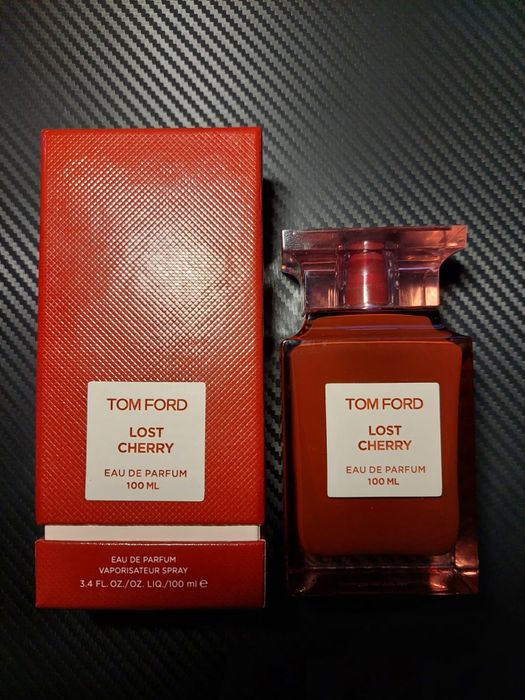 TOM FORD
LOST
CHERRY
EAU DE PARFUM
100 ML
EAU DE PARFUM
VAPORISATEUR SPRAY
3.4 FL. OZ./OZ. LIQ./100 ml ℮
TOM FORD
LOST
CHERRY
EAU DE PARFUM
100 ML